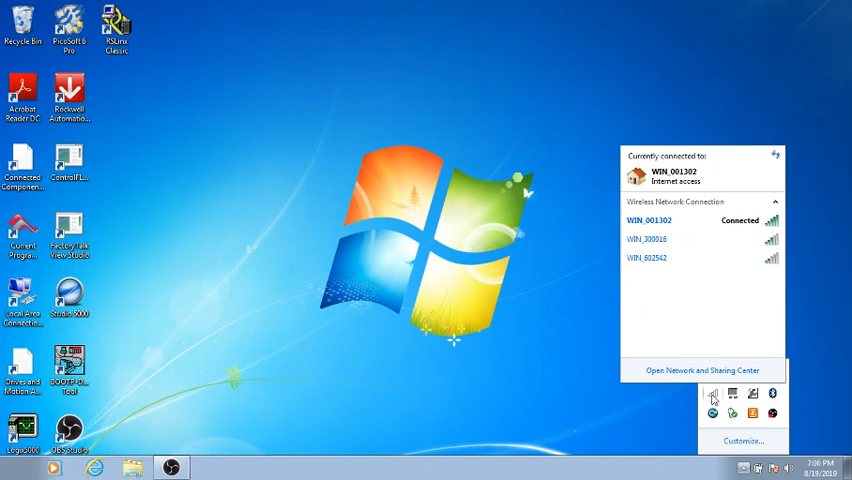 Recycle Bin
PicoSoft 6
Pro
RSLinx
Classic
Acrobat
Reader DC
Rockwell
Automatio...
Connected
Componen...
ControlFL...
Current
Progra...
FactoryTalk
View Studio
Local Area
Connectio...
Studio 5000
Drives and
Motion A...
BOOTP-D...
Tool
Logix5000
OBS Studio
Currently connected to:
WIN_001302
Internet access
Wireless Network Connection
WIN_001302 Connected
WIN_300016
WIN_602542
Open Network and Sharing Center
Customize...
7:06 PM
8/19/2019